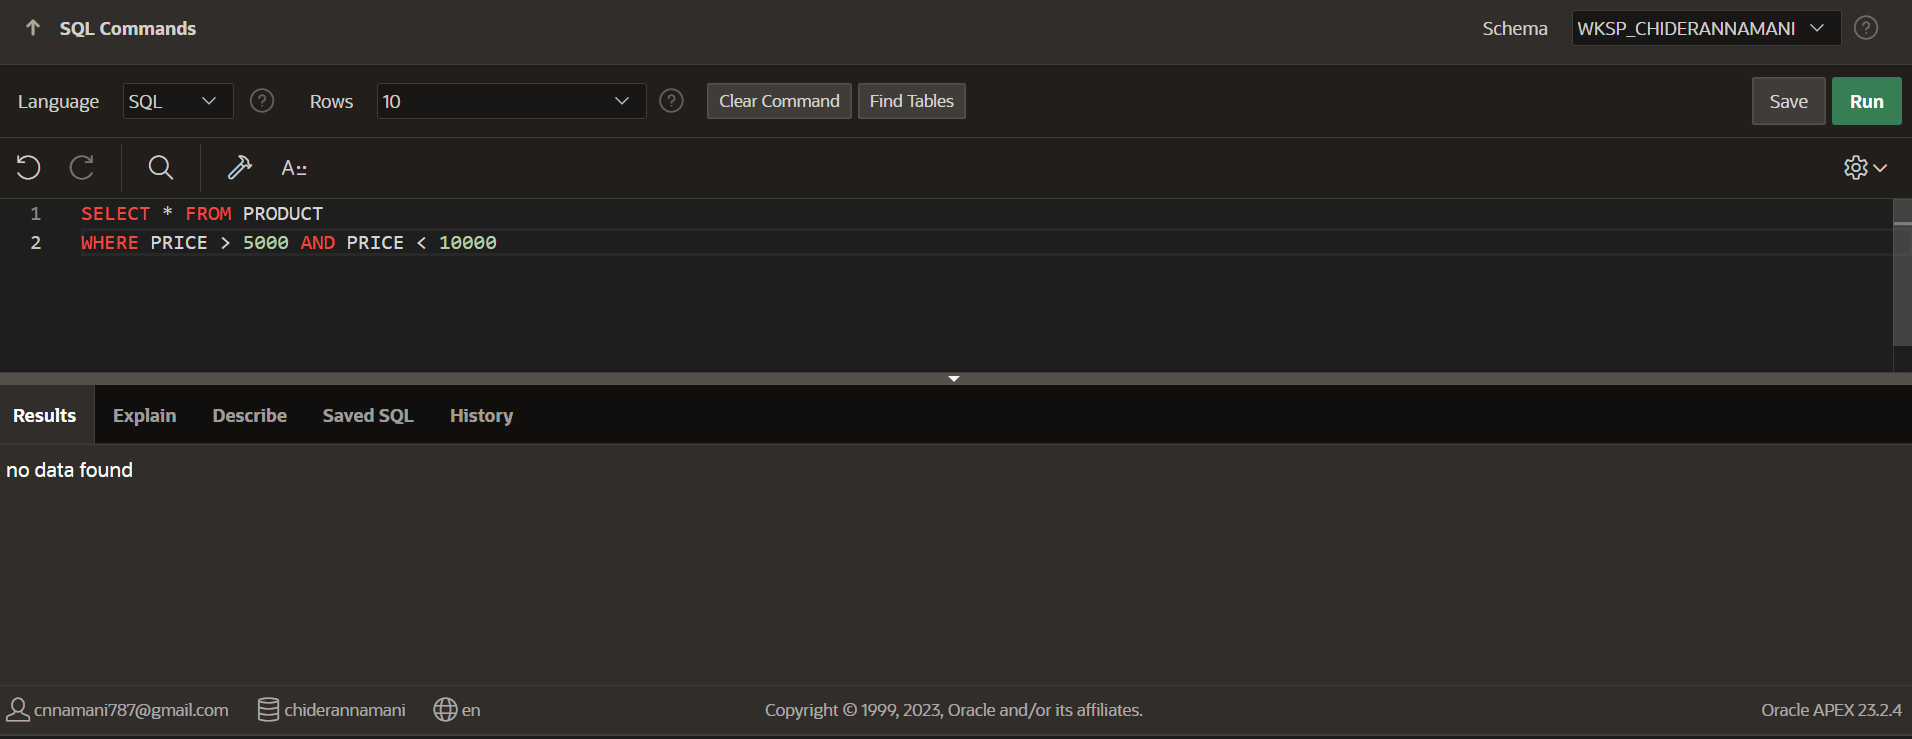 SQL Commands
Schema WKSP_CHIDERANNAMANI ?
Language SQL ? Rows 10 ? Clear Command Find Tables Save Run
A::
1 SELECT * FROM PRODUCT
2 WHERE PRICE > 5000 AND PRICE < 10000
Results Explain Describe Saved SQL History
no data found
cnnamani787@gmail.com chiderannamani en Copyright © 1999, 2023, Oracle and/or its affiliates. Oracle APEX 23.2.4